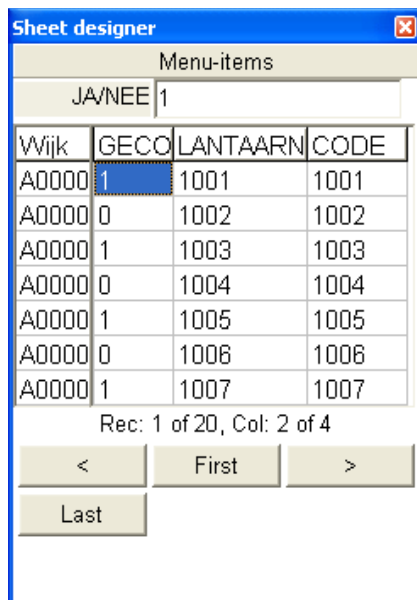 Sheet designer
Menu-items
JA/NEE 1
Wijk GECO LANTAARN CODE
A0000 1 1001 1001
A0000 0 1002 1002
A0000 1 1003 1003
A0000 0 1004 1004
A0000 1 1005 1005
A0000 0 1006 1006
A0000 1 1007 1007
Rec: 1 of 20, Col: 2 of 4
< First >
Last